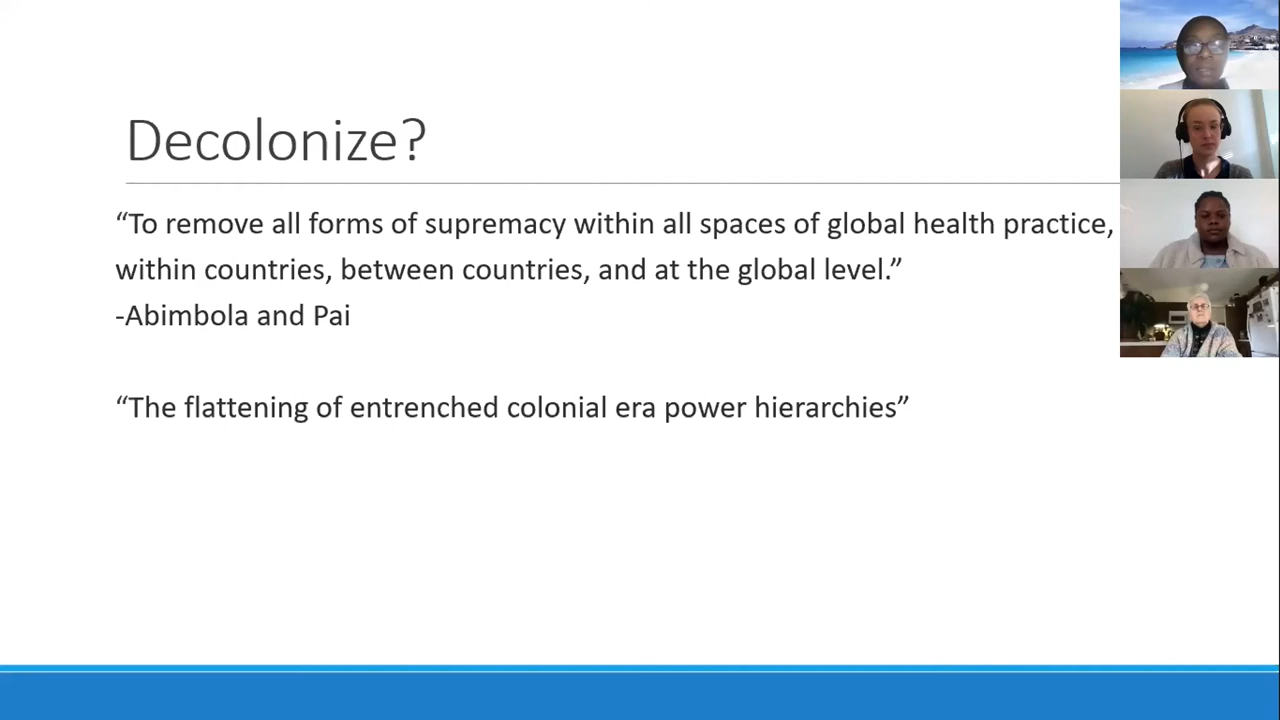 Decolonize?
“To remove all forms of supremacy within all spaces of global health practice,
within countries, between countries, and at the global level.”
-Abimbola and Pai
“The flattening of entrenched colonial era power hierarchies”